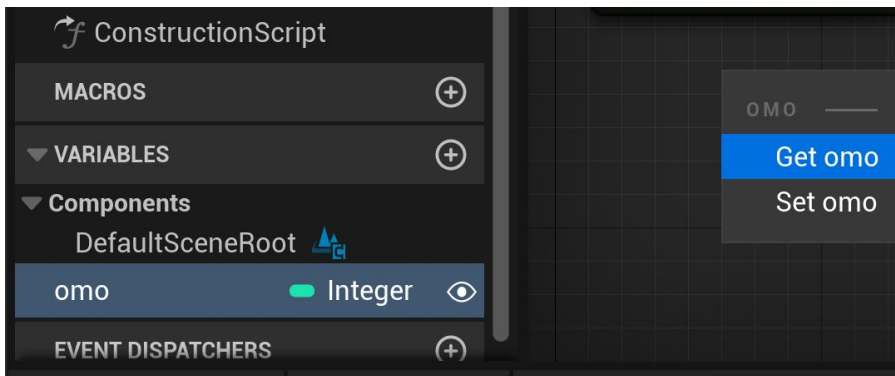 ConstructionScript
MACROS
VARIABLES
Components
DefaultSceneRoot
omo Integer
EVENT DISPATCHERS
OMO
Get omo
Set omo